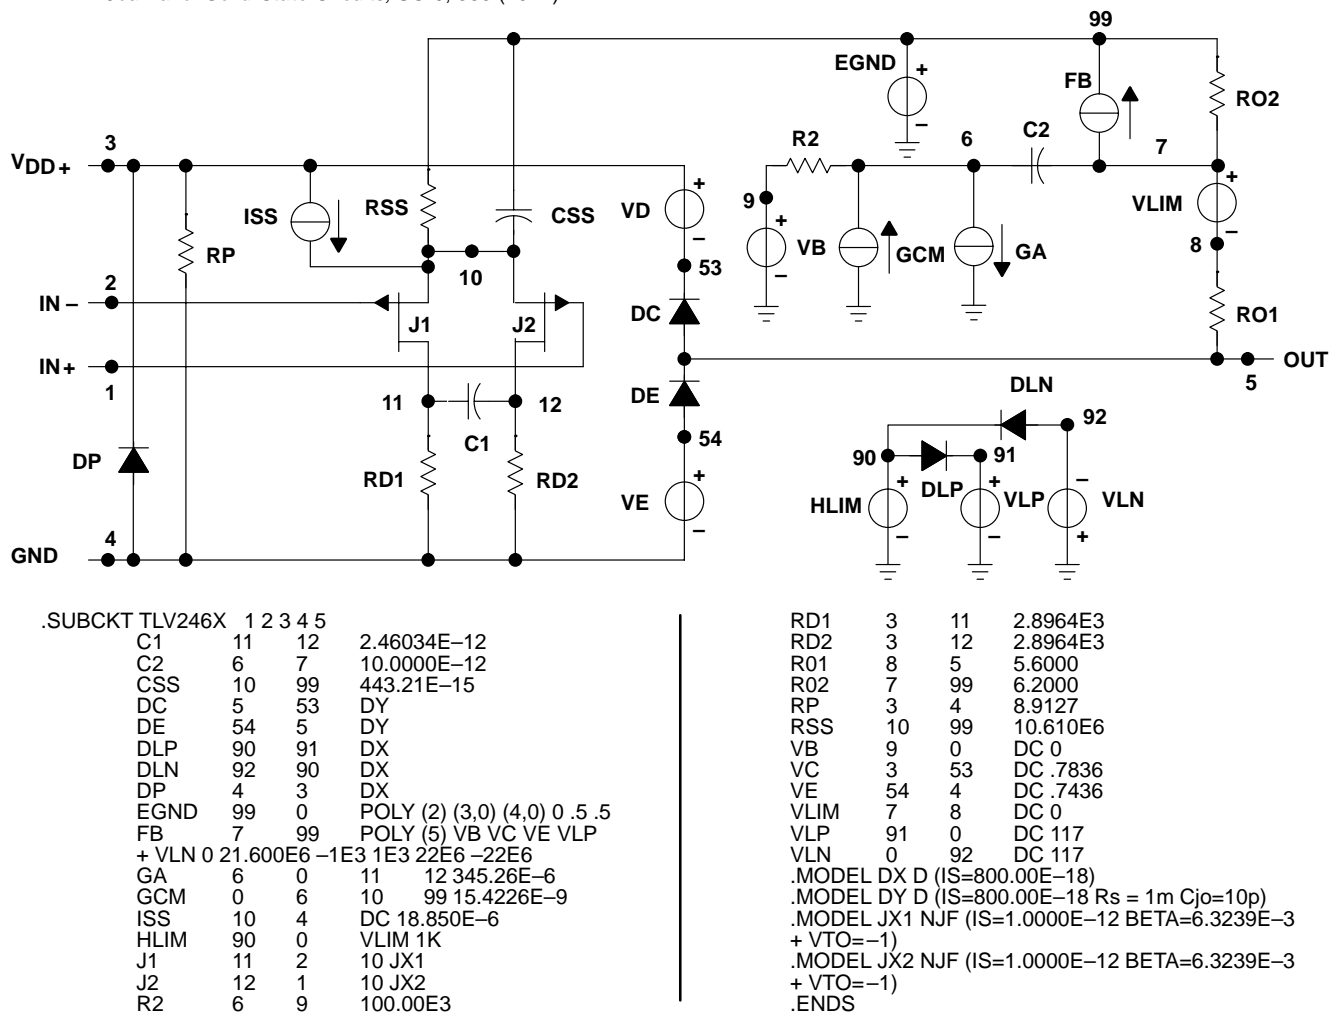 99
EGND
+
–
FB
RO2
3
VDD+
R2
6
C2
7
ISS
RSS
CSS
VD
+
–
9
+
VB
–
GCM
GA
VLIM
+
–
8
RP
10
53
2
IN –
J1
J2
DC
RO1
IN+
1
OUT
5
11
12
C1
DE
54
DLN
92
DP
RD1
RD2
VE
+
–
90
91
HLIM
+
–
DLP
+
–
VLP
–
+
VLN
4
GND
.SUBCKT TLV246X 1 2 3 4 5
C1 11 12 2.46034E–12
C2 6 7 10.0000E–12
CSS 10 99 443.21E–15
DC 5 53 DY
DE 54 5 DY
DLP 90 91 DX
DLN 92 90 DX
DP 4 3 DX
EGND 99 0 POLY (2) (3,0) (4,0) 0 .5 .5
FB 7 99 POLY (5) VB VC VE VLP
+ VLN 0 21.600E6 –1E3 1E3 22E6 –22E6
GA 6 0 11 12 345.26E–6
GCM 0 6 10 99 15.4226E–9
ISS 10 4 DC 18.850E–6
HLIM 90 0 VLIM 1K
J1 11 2 10 JX1
J2 12 1 10 JX2
R2 6 9 100.00E3
RD1 3 11 2.8964E3
RD2 3 12 2.8964E3
R01 8 5 5.6000
R02 7 99 6.2000
RP 3 4 8.9127
RSS 10 99 10.610E6
VB 9 0 DC 0
VC 3 53 DC .7836
VE 54 4 DC .7436
VLIM 7 8 DC 0
VLP 91 0 DC 117
VLN 0 92 DC 117
.MODEL DX D (IS=800.00E–18)
.MODEL DY D (IS=800.00E–18 Rs = 1m Cjo=10p)
.MODEL JX1 NJF (IS=1.0000E–12 BETA=6.3239E–3
+ VTO=–1)
.MODEL JX2 NJF (IS=1.0000E–12 BETA=6.3239E–3
+ VTO=–1)
.ENDS